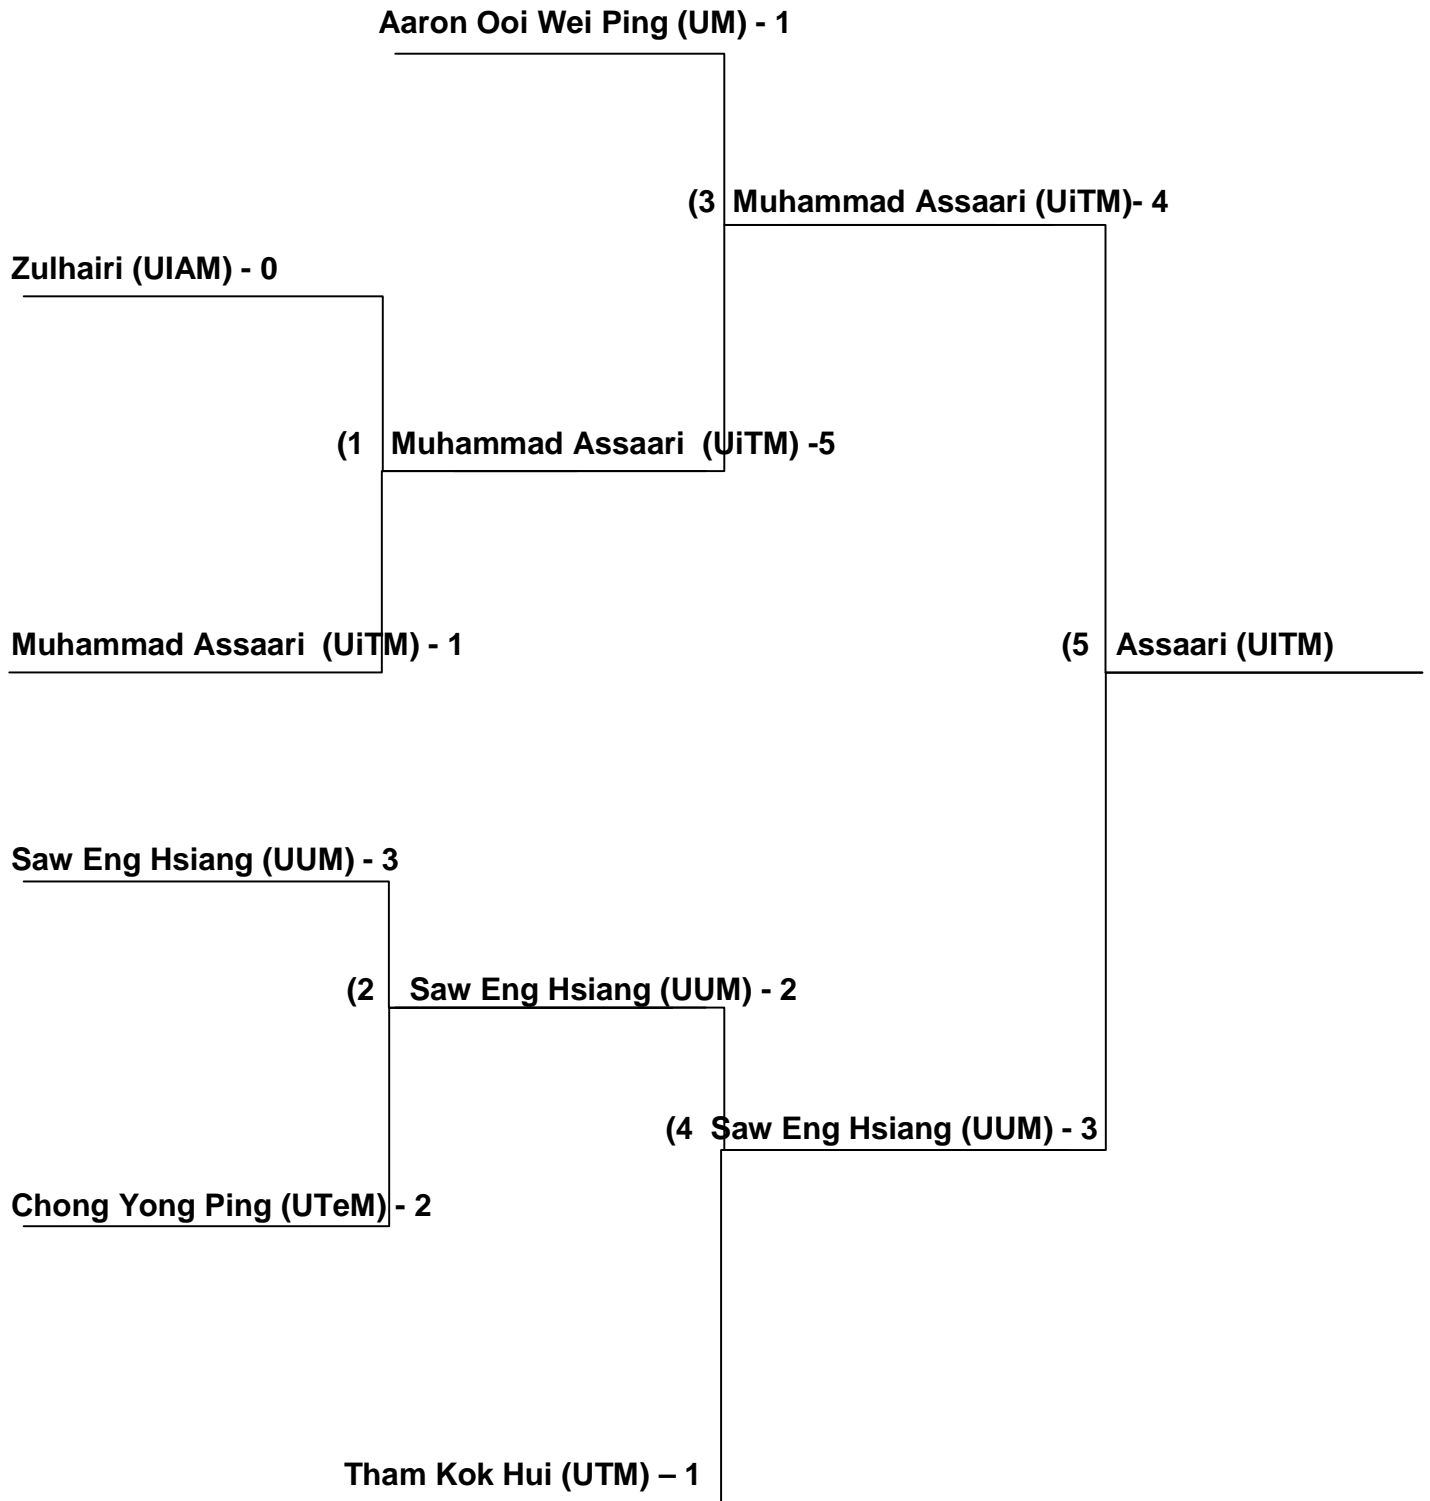 Aaron Ooi Wei Ping (UM) - 1
(3 Muhammad Assaari (UiTM)- 4
Zulhairi (UIAM) - 0
(1 Muhammad Assaari (UiTM) -5
Muhammad Assaari (UiTM) - 1
(5 Assaari (UITM)
Saw Eng Hsiang (UUM) - 3
(2 Saw Eng Hsiang (UUM) - 2
(4 Saw Eng Hsiang (UUM) - 3
Chong Yong Ping (UTeM) - 2
Tham Kok Hui (UTM) – 1